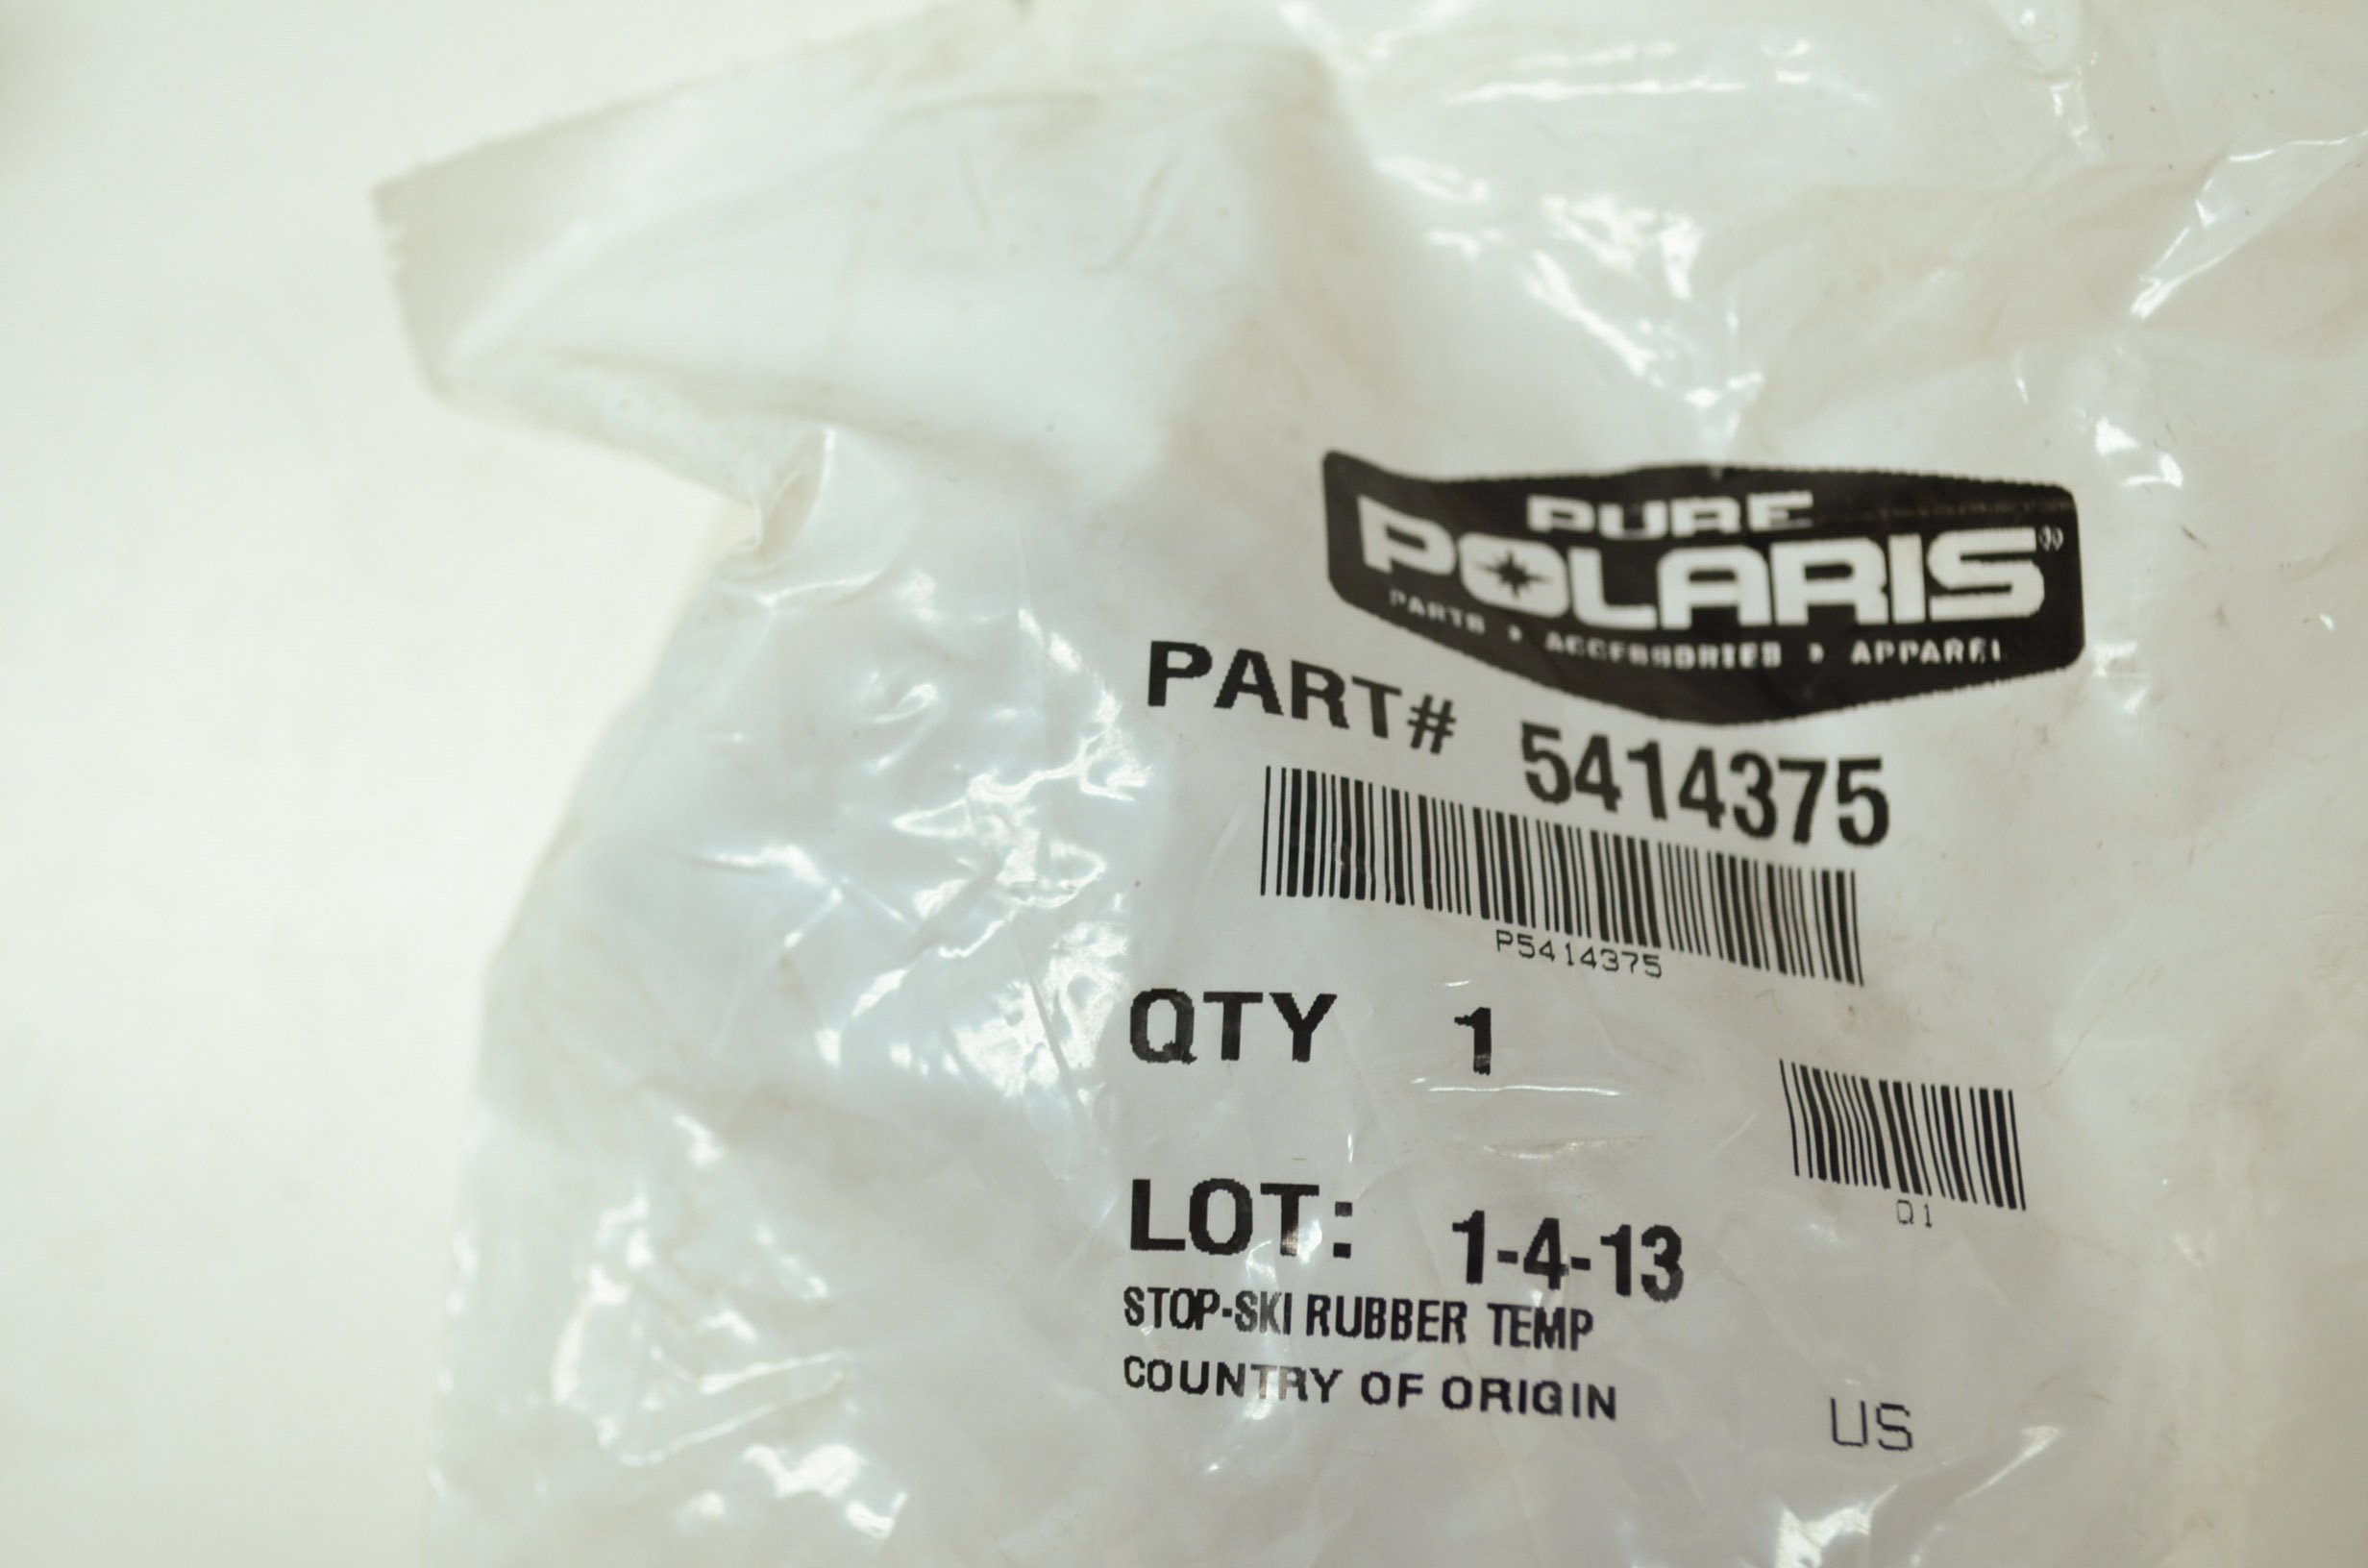 PURE
POLARIS®
PARTS • ACCESSORIES • APPAREL
PART# 5414375
P5414375
QTY 1
Q1
LOT: 1-4-13
STOP-SKI RUBBER TEMP
COUNTRY OF ORIGIN US